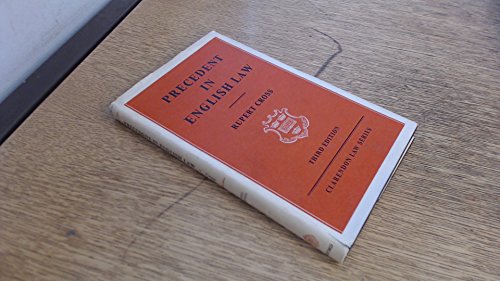 PRECEDENT
IN
ENGLISH LAW
RUPERT CROSS
THIRD EDITION
CLARENDON LAW SERIES